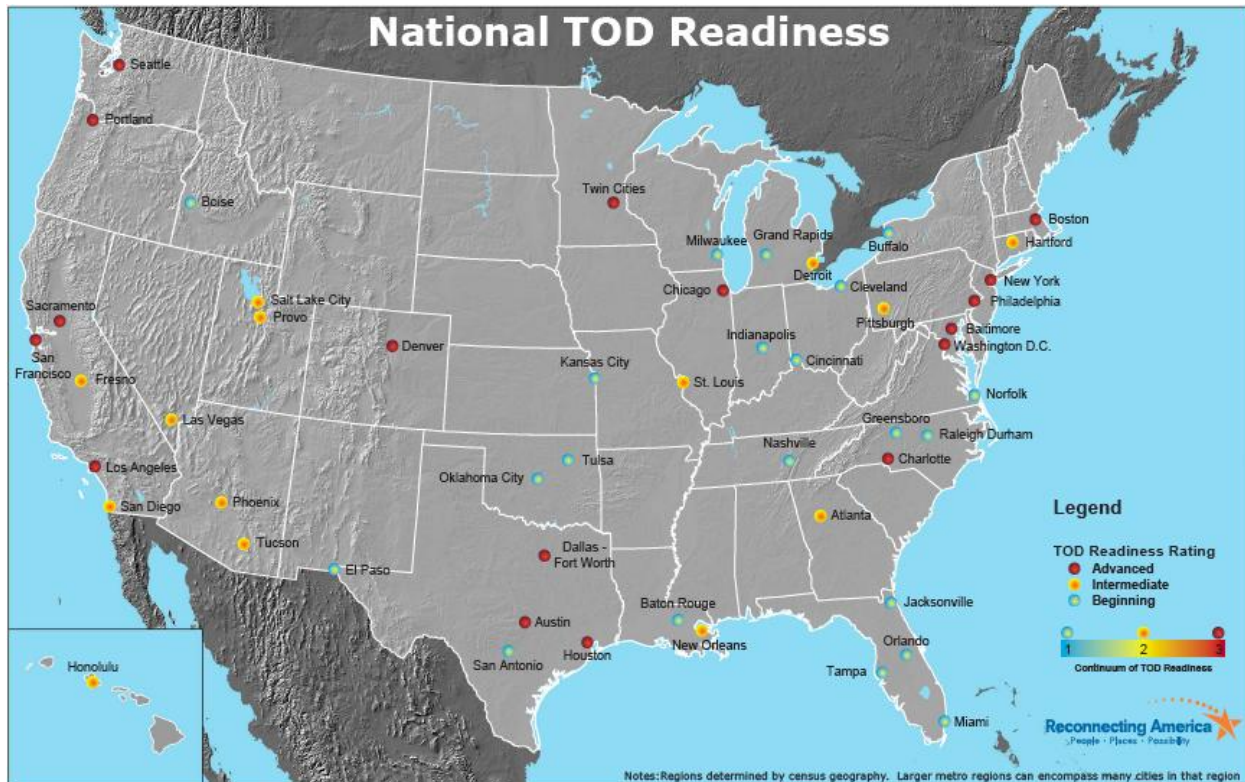 National TOD Readiness
Seattle
Portland
Boise
Twin Cities
Milwaukee
Grand Rapids
Detroit
Buffalo
Boston
Hartford
New York
Philadelphia
Chicago
Cleveland
Pittsburgh
Baltimore
Washington D.C.
Salt Lake City
Provo
Sacramento
San
Francisco
Fresno
Denver
Indianapolis
Cincinnati
Kansas City
St. Louis
Norfolk
Las Vegas
Greensboro
Raleigh Durham
Nashville
Charlotte
Los Angeles
Tulsa
Oklahoma City
San Diego
Phoenix
Tucson
Atlanta
El Paso
Dallas -
Fort Worth
Austin
San Antonio
Houston
Baton Rouge
New Orleans
Jacksonville
Orlando
Tampa
Miami
Honolulu
Legend
TOD Readiness Rating
Advanced
Intermediate
Beginning
1 2 3
Continuum of TOD Readiness
Reconnecting America
People · Places · Possibility
Notes:Regions determined by census geography. Larger metro regions can encompass many cities in that region